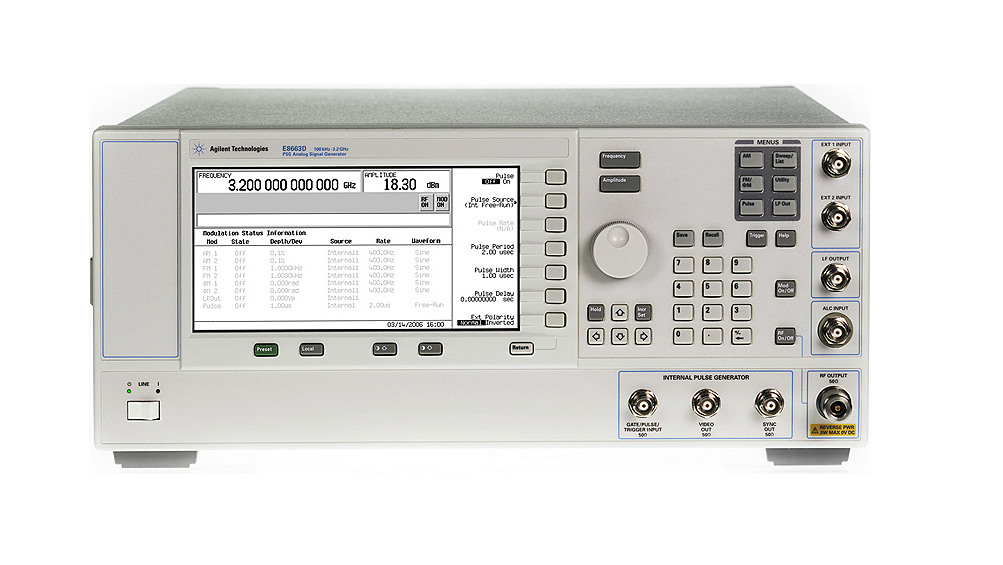 Agilent Technologies
E8663D 100 kHz - 3.2 GHz
PSG Analog Signal Generator
FREQUENCY
3.200 000 000 000 GHz
AMPLITUDE
18.30 dBm
RF
ON
MOD
ON
Modulation Status Information
Mod State Depth/Dev Source Rate Waveform
AM 1 Off 0.1% Internal1 400.0Hz Sine
AM 2 Off 0.1% Internal1 400.0Hz Sine
FM 1 Off 1.0000kHz Internal1 400.0Hz Sine
FM 2 Off 1.0000kHz Internal1 400.0Hz Sine
ΦM 1 Off 0.000rad Internal1 400.0Hz Sine
ΦM 2 Off 0.000rad Internal1 400.0Hz Sine
LFOut Off 0.000Vp Internal1
Pulse Off 1.00us Internal 2.00us Free-Run
03/14/2006 16:00
Pulse
Off On
Pulse Source
(Int Free-Run)
Pulse Rate
(N/A)
Pulse Period
2.00 usec
Pulse Width
1.00 usec
Pulse Delay
0.00000000 sec
Ext Polarity
Normal Inverted
Preset
Local
Return
LINE
Frequency
Amplitude
MENUS
AM
Sweep/
List
FM/
ΦM
Utility
Pulse
LF Out
Save
Recall
Trigger
Help
7 8 9
4 5 6
1 2 3
0 . +/-
Hold
Incr
Set
Mod
On/Off
RF
On/Off
EXT 1 INPUT
EXT 2 INPUT
LF OUTPUT
ALC INPUT
INTERNAL PULSE GENERATOR
GATE/PULSE/
TRIGGER INPUT
50Ω
VIDEO
OUT
50Ω
SYNC
OUT
50Ω
RF OUTPUT
50Ω
REVERSE PWR
.5W MAX 0V DC